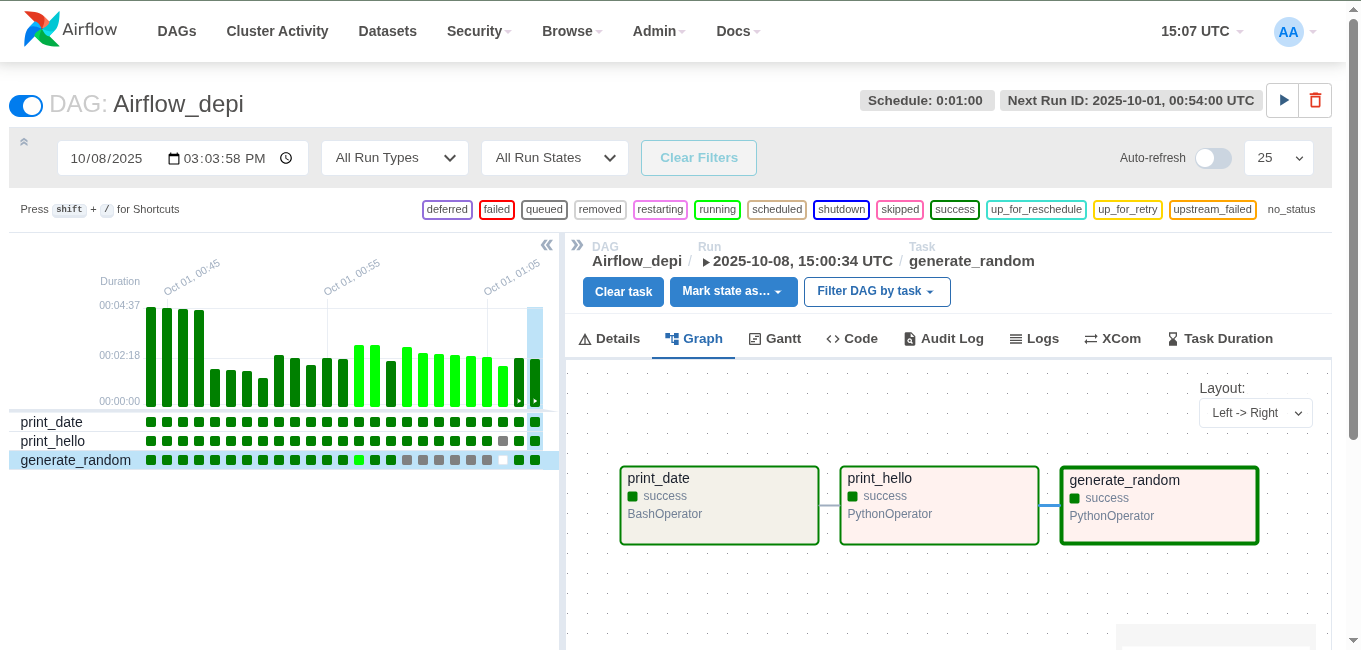 Airflow DAGs Cluster Activity Datasets Security Browse Admin Docs 15:07 UTC AA
DAG: Airflow_depi Schedule: 0:01:00 Next Run ID: 2025-10-01, 00:54:00 UTC
10/08/2025 03:03:58 PM All Run Types All Run States Clear Filters Auto-refresh 25
Press shift + / for Shortcuts deferred failed queued removed restarting running scheduled shutdown skipped success up_for_reschedule up_for_retry upstream_failed no_status
Duration
Oct 01, 00:45 Oct 01, 00:55 Oct 01, 01:05
00:04:37
00:02:18
00:00:00
print_date
print_hello
generate_random
DAG Run Task
Airflow_depi / 2025-10-08, 15:00:34 UTC / generate_random
Clear task Mark state as... Filter DAG by task
Details Graph Gantt Code Audit Log Logs XCom Task Duration
Layout:
Left -> Right
print_date
success
BashOperator
print_hello
success
PythonOperator
generate_random
success
PythonOperator